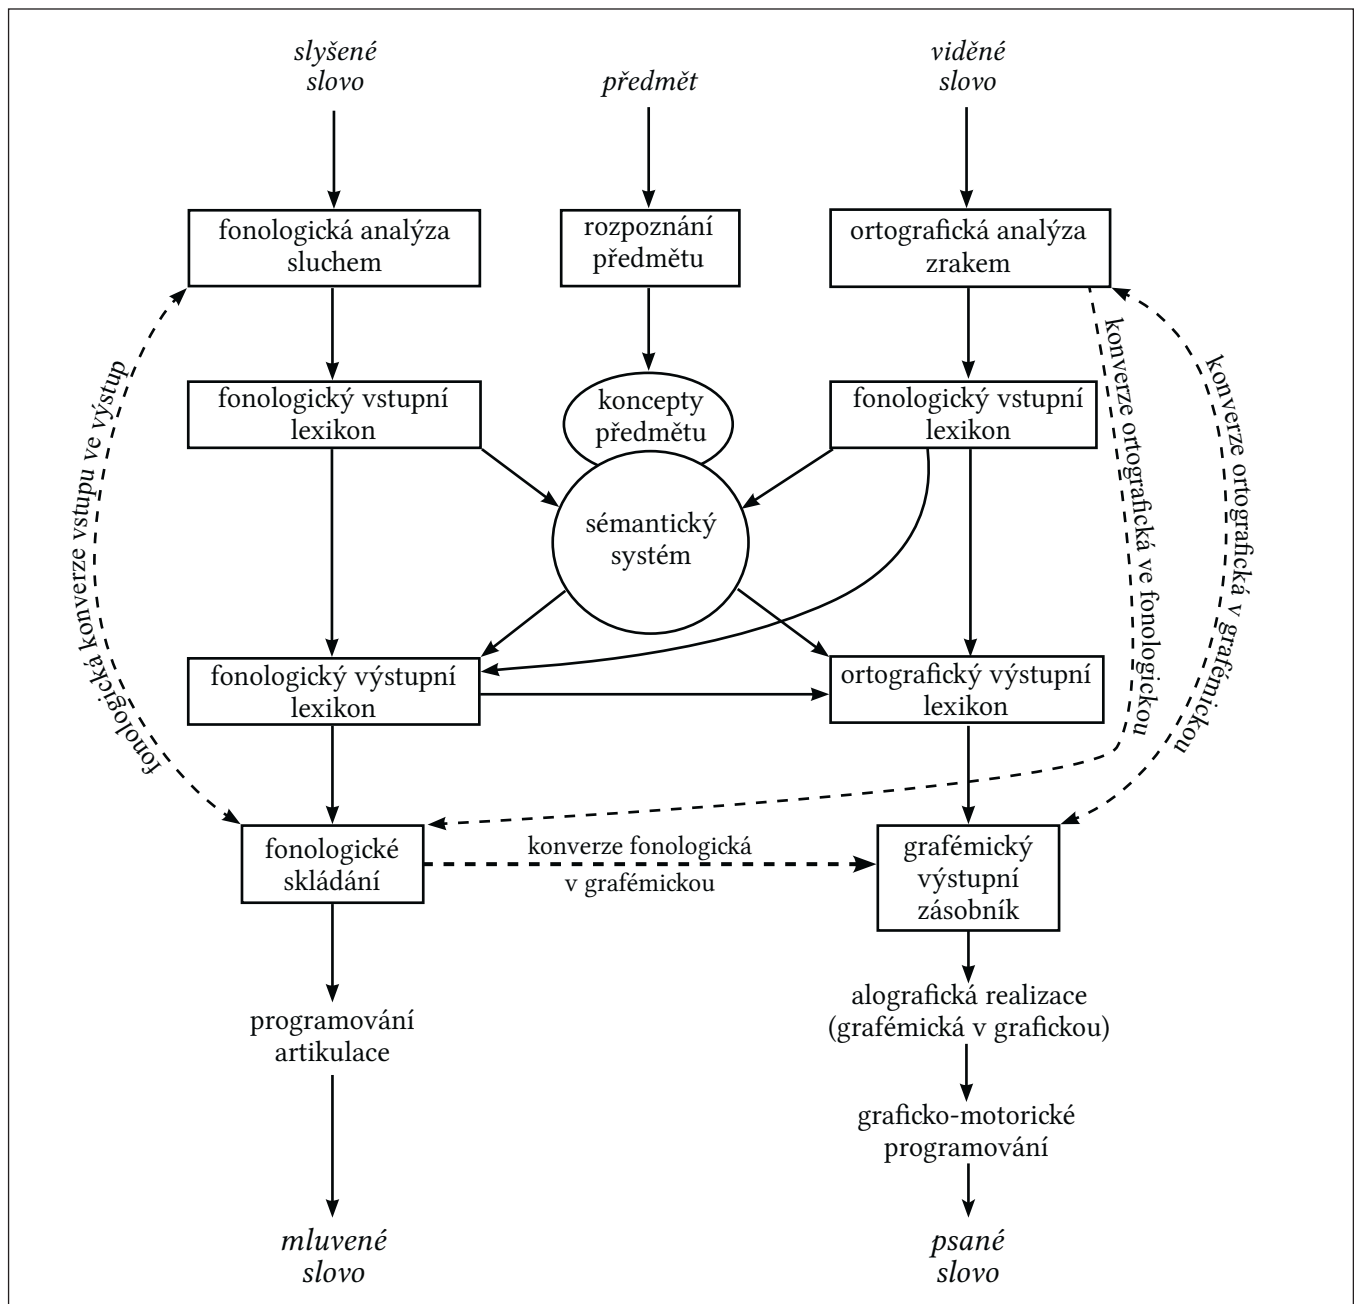 slyšené
slovo
předmět
viděné
slovo
fonologická analýza
sluchem
rozpoznání
předmětu
ortografická analýza
zrakem
fonologický vstupní
lexikon
koncepty
předmětu
fonologický vstupní
lexikon
sémantický
systém
fonologická konverze vstupu ve výstup
konverze ortografická ve fonologickou
konverze ortografická v grafémickou
fonologický výstupní
lexikon
ortografický výstupní
lexikon
fonologické
skládání
konverze fonologická
v grafémickou
grafémický
výstupní
zásobník
programování
artikulace
alografická realizace
(grafémická v grafickou)
graficko-motorické
programování
mluvené
slovo
psané
slovo